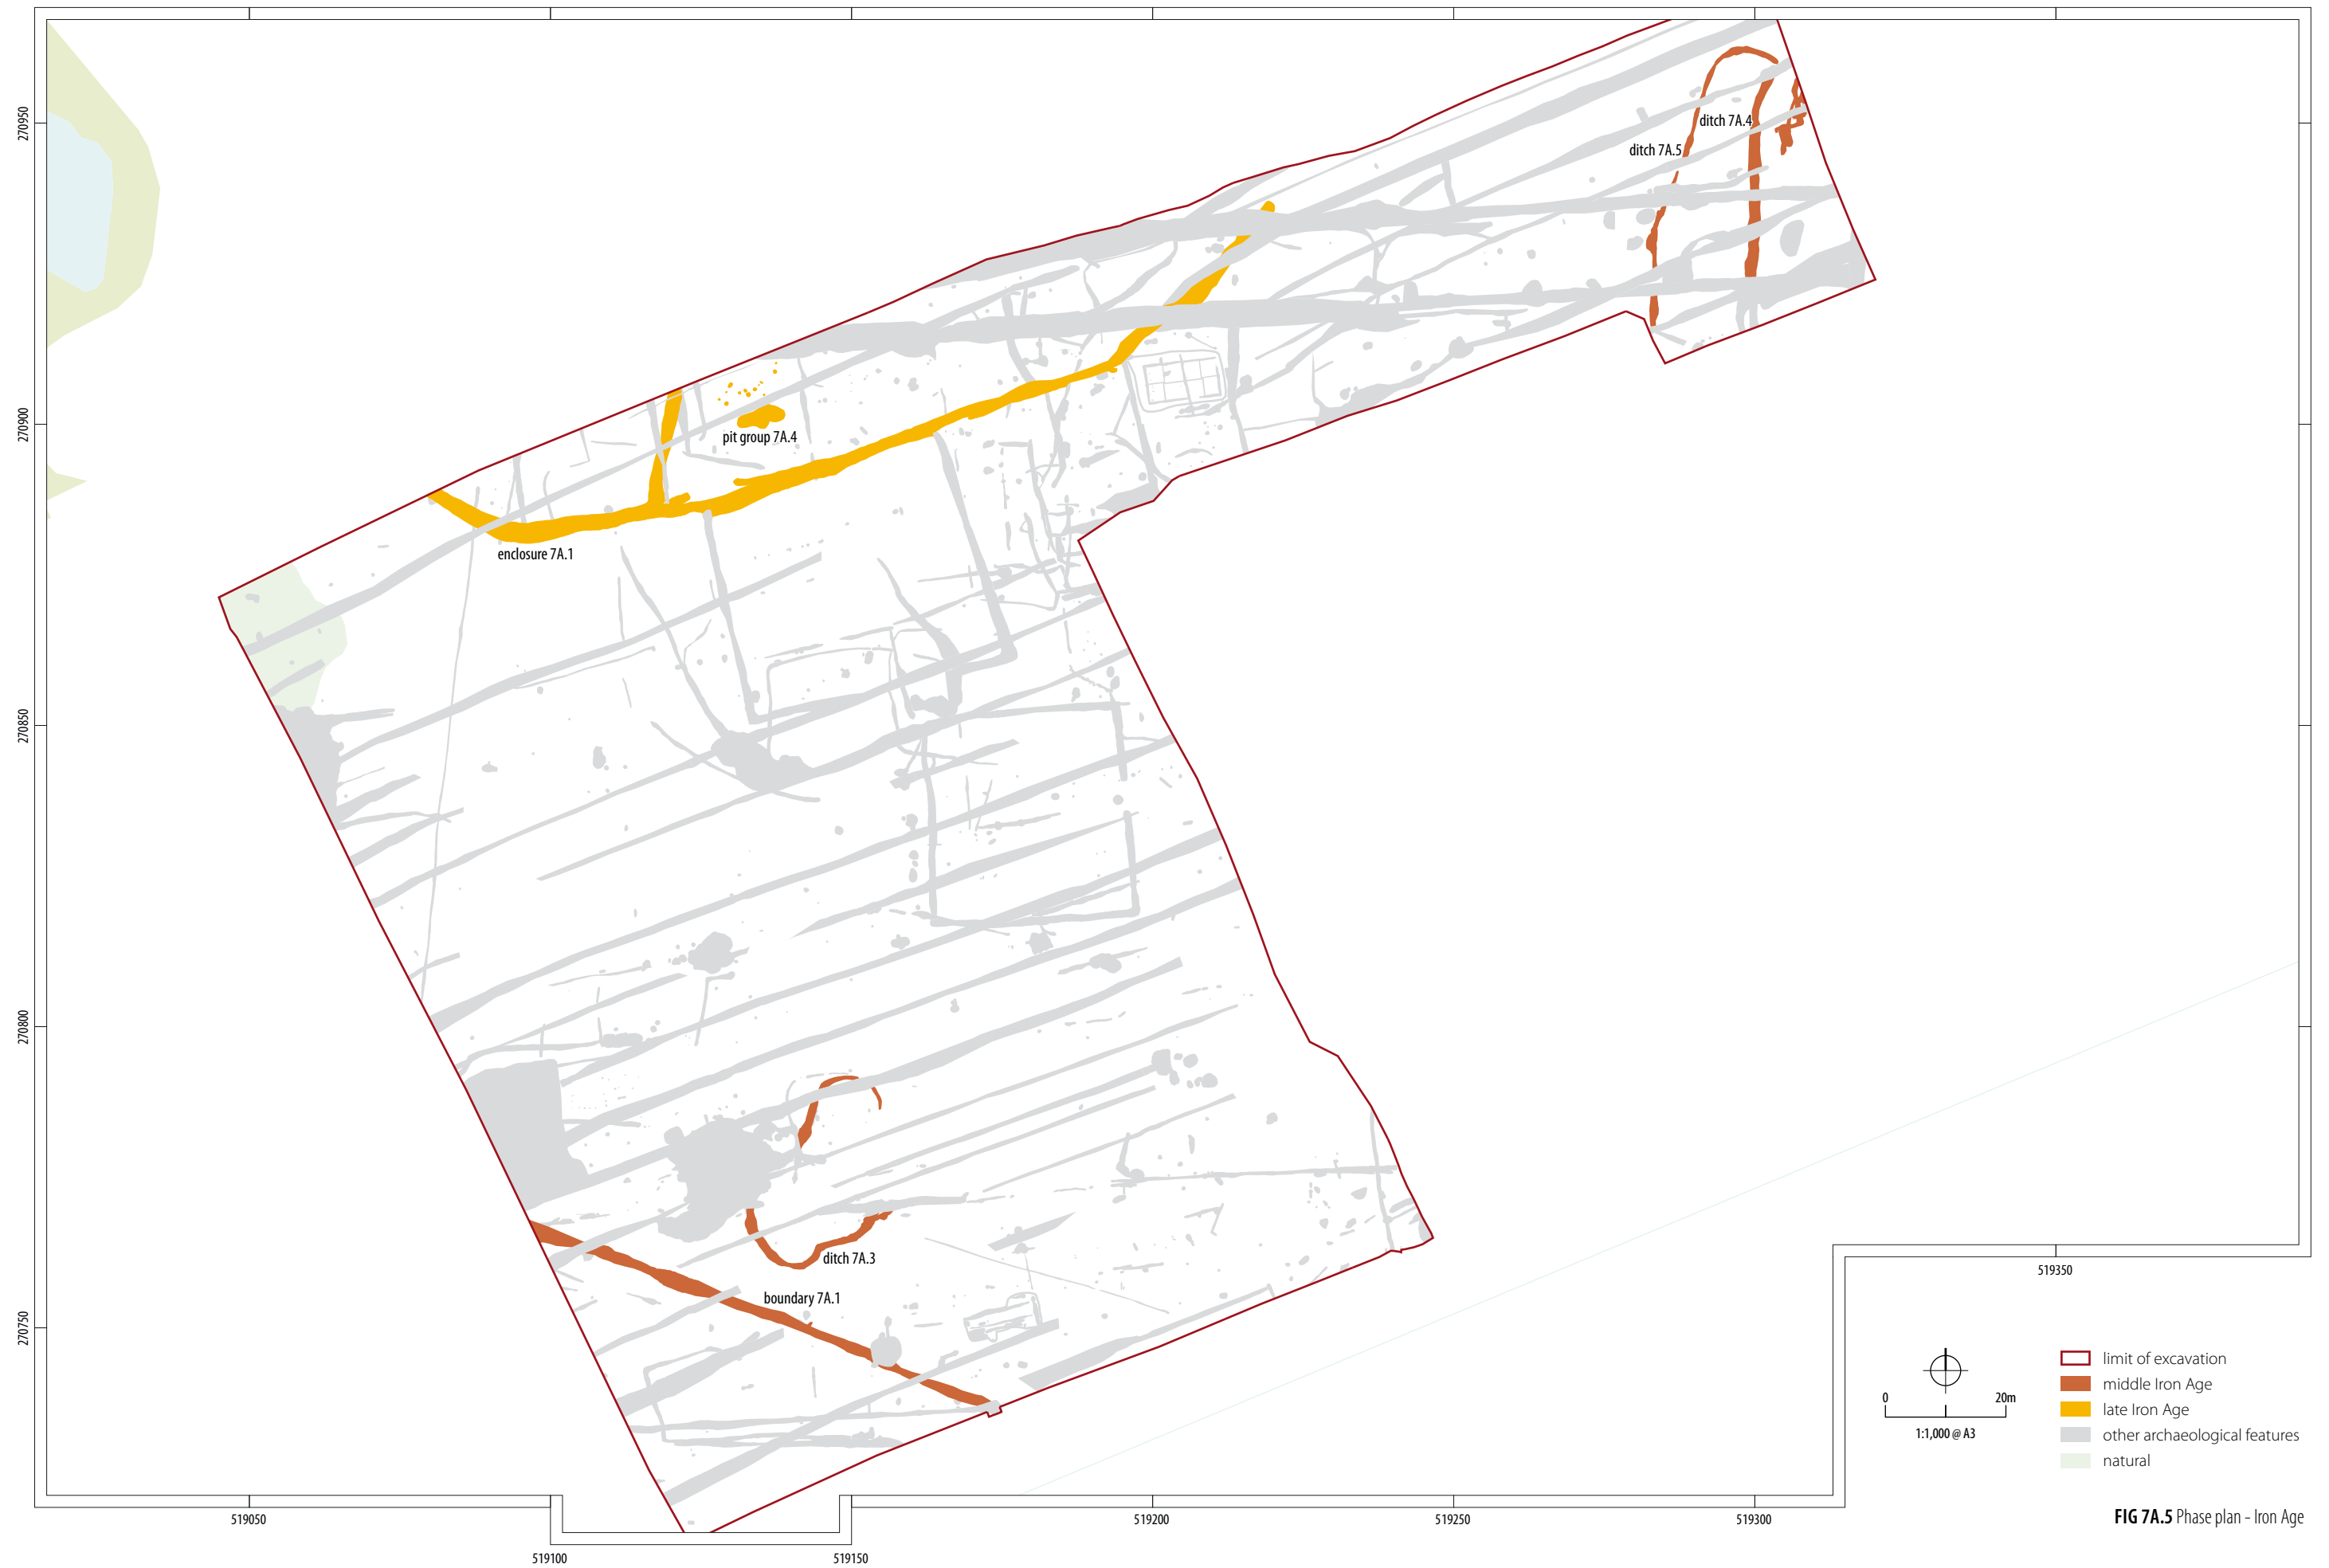 270950
270900
270850
270800
270750
ditch 7A.4
ditch 7A.5
pit group 7A.4
enclosure 7A.1
ditch 7A.3
boundary 7A.1
519050
519100
519150
519200
519250
519300
519350
0 20m
1:1,000 @ A3
limit of excavation
middle Iron Age
late Iron Age
other archaeological features
natural
FIG 7A.5 Phase plan - Iron Age